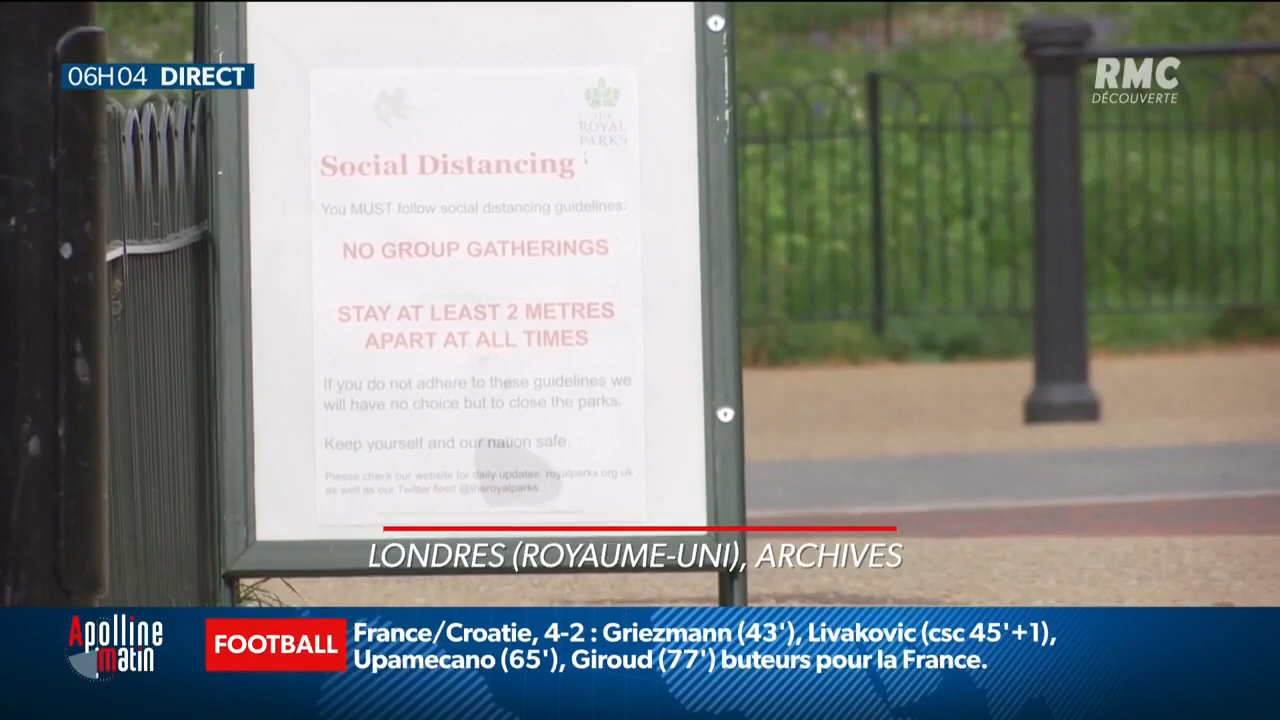 06H04 DIRECT
RMC
DÉCOUVERTE
THE
ROYAL
PARKS
Social Distancing
You MUST follow social distancing guidelines:
NO GROUP GATHERINGS
STAY AT LEAST 2 METRES
APART AT ALL TIMES
If you do not adhere to these guidelines we
will have no choice but to close the parks.
Keep yourself and our nation safe.
Please check our website for daily updates: royalparks.org.uk
as well as our Twitter feed @theroyalparks
LONDRES (ROYAUME-UNI), ARCHIVES
Apolline
matin
FOOTBALL
France/Croatie, 4-2 : Griezmann (43'), Livakovic (csc 45'+1),
Upamecano (65'), Giroud (77') buteurs pour la France.